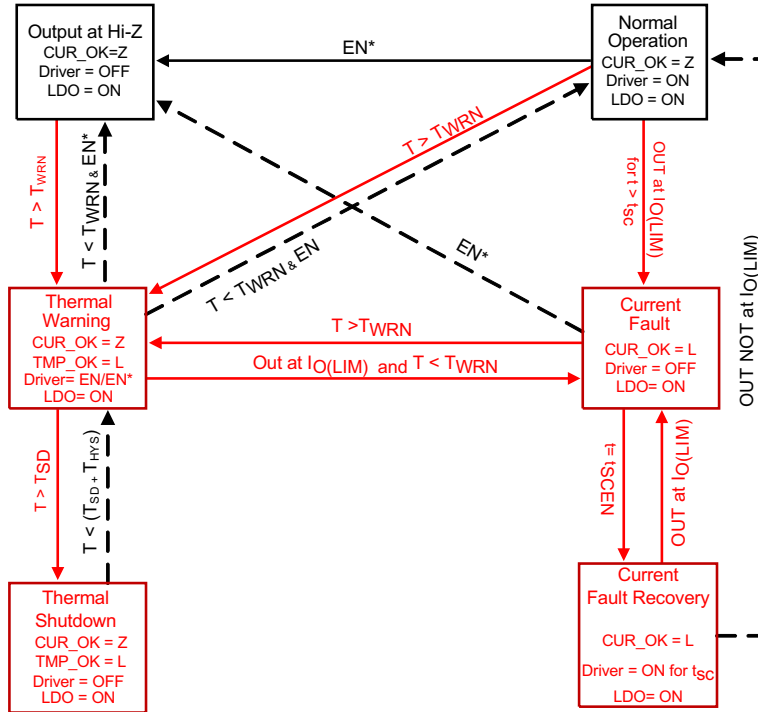 Output at Hi-Z
CUR_OK=Z
Driver = OFF
LDO = ON
EN*
Normal
Operation
CUR_OK = Z
Driver = ON
LDO = ON
T > TWRN
T < TWRN & EN*
T > TWRN
T < TWRN & EN
EN*
OUT at IO(LIM)
for t > tSC
OUT NOT at IO(LIM)
Thermal
Warning
CUR_OK = Z
TMP_OK = L
Driver= EN/EN*
LDO= ON
T >TWRN
Out at IO(LIM) and T < TWRN
Current
Fault
CUR_OK = L
Driver = OFF
LDO= ON
T > TSD
T < (TSD + THYS)
t= tSCEN
OUT at IO(LIM)
Thermal
Shutdown
CUR_OK = Z
TMP_OK = L
Driver = OFF
LDO = ON
Current
Fault Recovery
CUR_OK = L
Driver = ON for tSC
LDO= ON